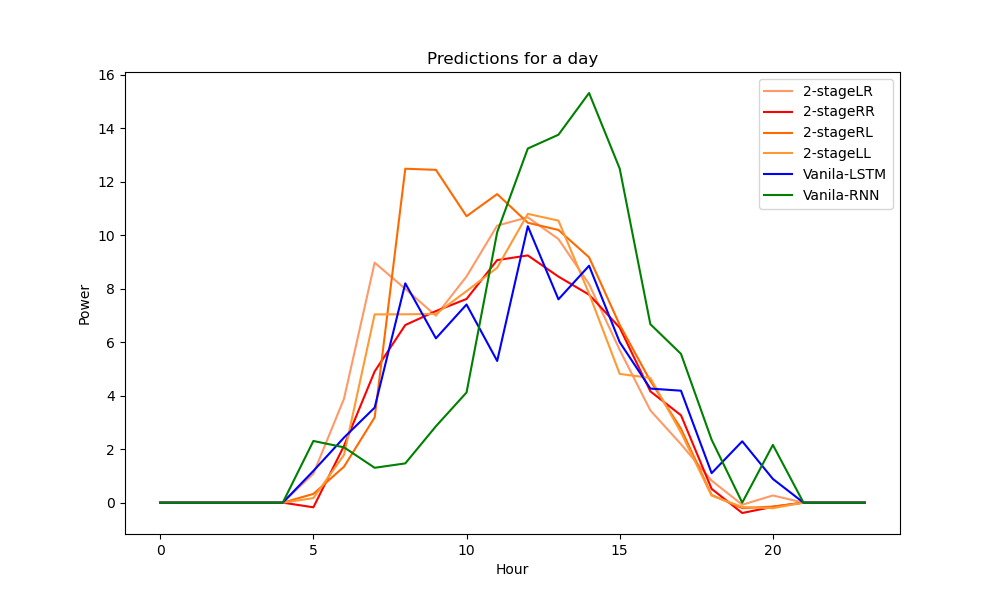 Predictions for a day
16
14
12
10
8
6
4
2
0
Power
2-stageLR
2-stageRR
2-stageRL
2-stageLL
Vanila-LSTM
Vanila-RNN
0 5 10 15 20
Hour